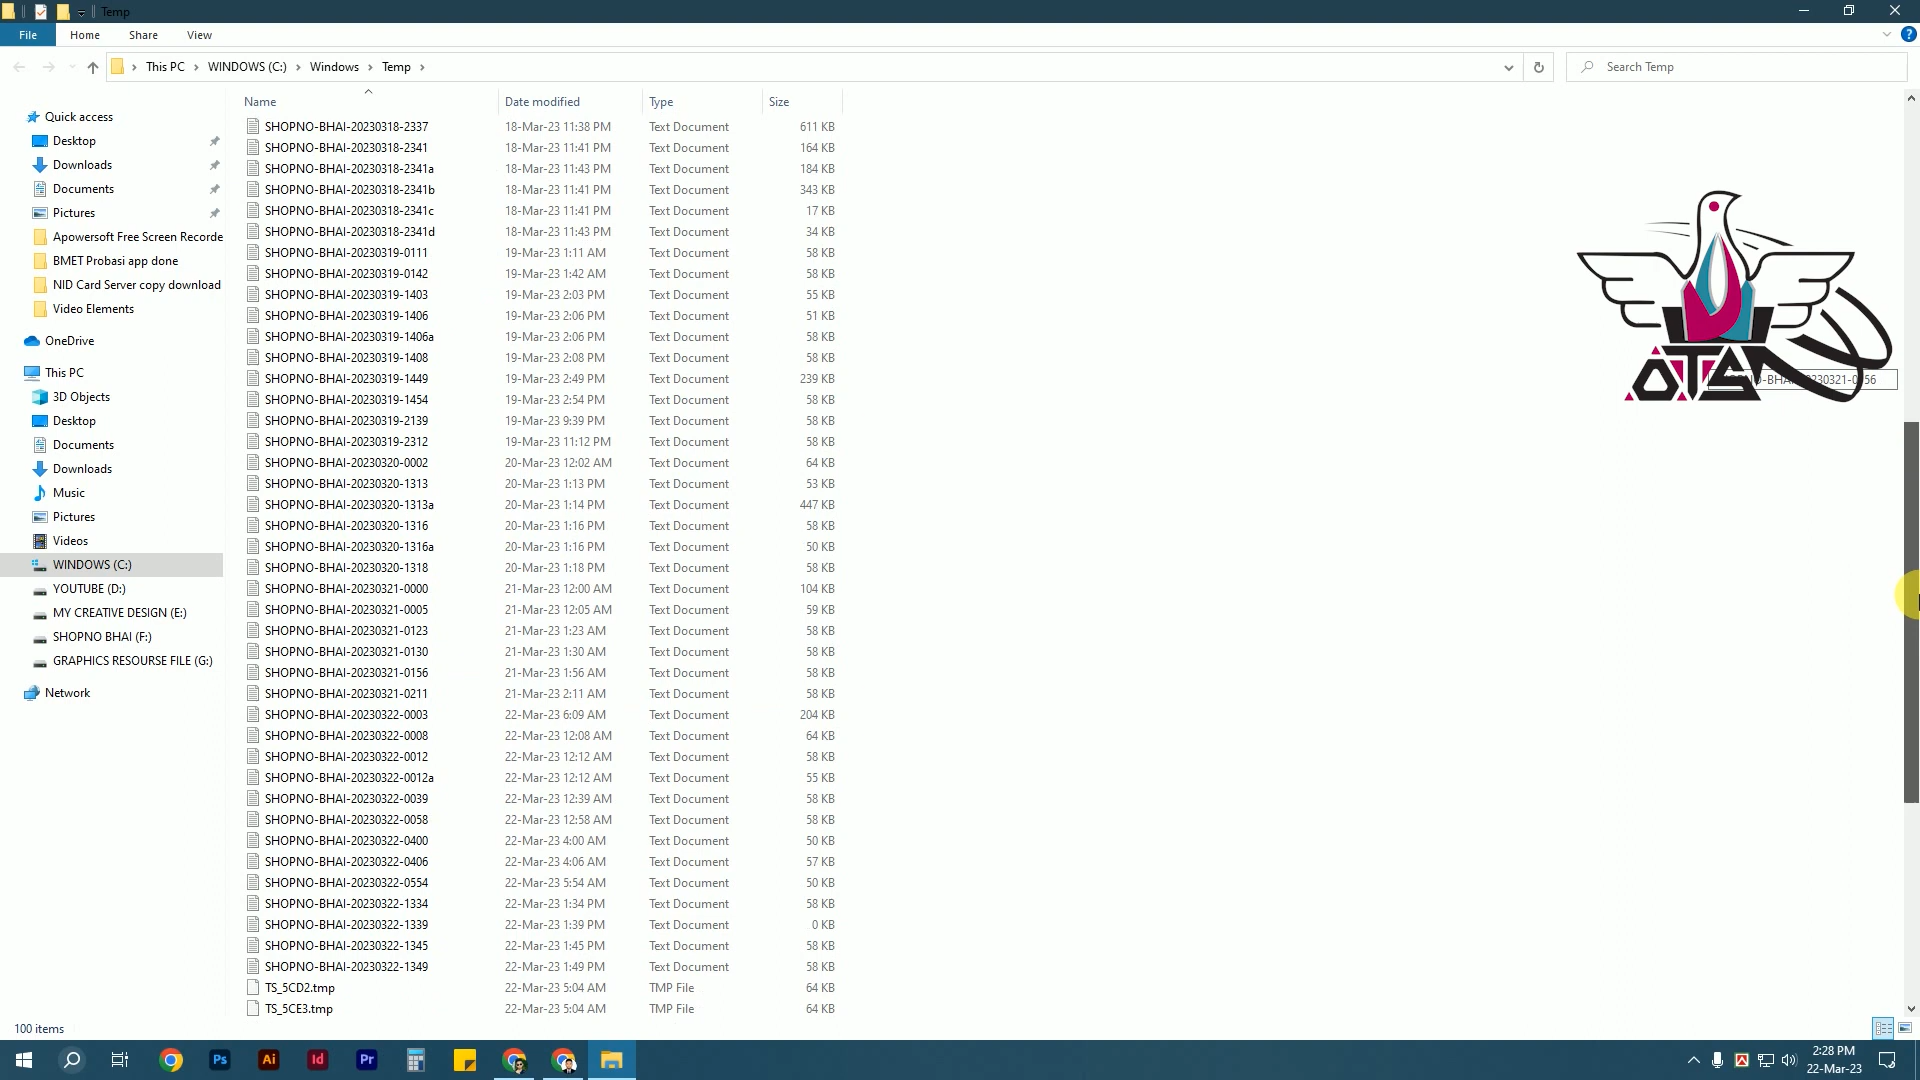 Temp
File Home Share View
This PC > WINDOWS (C:) > Windows > Temp >
Search Temp
Quick access
Desktop
Downloads
Documents
Pictures
Apowersoft Free Screen Recorde
BMET Probasi app done
NID Card Server copy download
Video Elements
OneDrive
This PC
3D Objects
Desktop
Documents
Downloads
Music
Pictures
Videos
WINDOWS (C:)
YOUTUBE (D:)
MY CREATIVE DESIGN (E:)
SHOPNO BHAI (F:)
GRAPHICS RESOURSE FILE (G:)
Network
Name Date modified Type Size
SHOPNO-BHAI-20230318-2337 18-Mar-23 11:38 PM Text Document 611 KB
SHOPNO-BHAI-20230318-2341 18-Mar-23 11:41 PM Text Document 164 KB
SHOPNO-BHAI-20230318-2341a 18-Mar-23 11:43 PM Text Document 184 KB
SHOPNO-BHAI-20230318-2341b 18-Mar-23 11:41 PM Text Document 343 KB
SHOPNO-BHAI-20230318-2341c 18-Mar-23 11:41 PM Text Document 17 KB
SHOPNO-BHAI-20230318-2341d 18-Mar-23 11:43 PM Text Document 34 KB
SHOPNO-BHAI-20230319-0111 19-Mar-23 1:11 AM Text Document 58 KB
SHOPNO-BHAI-20230319-0142 19-Mar-23 1:42 AM Text Document 58 KB
SHOPNO-BHAI-20230319-1403 19-Mar-23 2:03 PM Text Document 55 KB
SHOPNO-BHAI-20230319-1406 19-Mar-23 2:06 PM Text Document 51 KB
SHOPNO-BHAI-20230319-1406a 19-Mar-23 2:06 PM Text Document 58 KB
SHOPNO-BHAI-20230319-1408 19-Mar-23 2:08 PM Text Document 58 KB
SHOPNO-BHAI-20230319-1449 19-Mar-23 2:49 PM Text Document 239 KB
SHOPNO-BHAI-20230319-1454 19-Mar-23 2:54 PM Text Document 58 KB
SHOPNO-BHAI-20230319-2139 19-Mar-23 9:39 PM Text Document 58 KB
SHOPNO-BHAI-20230319-2312 19-Mar-23 11:12 PM Text Document 58 KB
SHOPNO-BHAI-20230320-0002 20-Mar-23 12:02 AM Text Document 64 KB
SHOPNO-BHAI-20230320-1313 20-Mar-23 1:13 PM Text Document 53 KB
SHOPNO-BHAI-20230320-1313a 20-Mar-23 1:14 PM Text Document 447 KB
SHOPNO-BHAI-20230320-1316 20-Mar-23 1:16 PM Text Document 58 KB
SHOPNO-BHAI-20230320-1316a 20-Mar-23 1:16 PM Text Document 50 KB
SHOPNO-BHAI-20230320-1318 20-Mar-23 1:18 PM Text Document 58 KB
SHOPNO-BHAI-20230321-0000 21-Mar-23 12:00 AM Text Document 104 KB
SHOPNO-BHAI-20230321-0005 21-Mar-23 12:05 AM Text Document 59 KB
SHOPNO-BHAI-20230321-0123 21-Mar-23 1:23 AM Text Document 58 KB
SHOPNO-BHAI-20230321-0130 21-Mar-23 1:30 AM Text Document 58 KB
SHOPNO-BHAI-20230321-0156 21-Mar-23 1:56 AM Text Document 58 KB
SHOPNO-BHAI-20230321-0211 21-Mar-23 2:11 AM Text Document 58 KB
SHOPNO-BHAI-20230322-0003 22-Mar-23 6:09 AM Text Document 204 KB
SHOPNO-BHAI-20230322-0008 22-Mar-23 12:08 AM Text Document 64 KB
SHOPNO-BHAI-20230322-0012 22-Mar-23 12:12 AM Text Document 58 KB
SHOPNO-BHAI-20230322-0012a 22-Mar-23 12:12 AM Text Document 55 KB
SHOPNO-BHAI-20230322-0039 22-Mar-23 12:39 AM Text Document 58 KB
SHOPNO-BHAI-20230322-0058 22-Mar-23 12:58 AM Text Document 58 KB
SHOPNO-BHAI-20230322-0400 22-Mar-23 4:00 AM Text Document 50 KB
SHOPNO-BHAI-20230322-0406 22-Mar-23 4:06 AM Text Document 57 KB
SHOPNO-BHAI-20230322-0554 22-Mar-23 5:54 AM Text Document 50 KB
SHOPNO-BHAI-20230322-1334 22-Mar-23 1:34 PM Text Document 58 KB
SHOPNO-BHAI-20230322-1339 22-Mar-23 1:39 PM Text Document 0 KB
SHOPNO-BHAI-20230322-1345 22-Mar-23 1:45 PM Text Document 58 KB
SHOPNO-BHAI-20230322-1349 22-Mar-23 1:49 PM Text Document 58 KB
TS_5CD2.tmp 22-Mar-23 5:04 AM TMP File 64 KB
TS_5CE3.tmp 22-Mar-23 5:04 AM TMP File 64 KB
OTS
100 items
Ps Ai Id Pr
2:28 PM
22-Mar-23